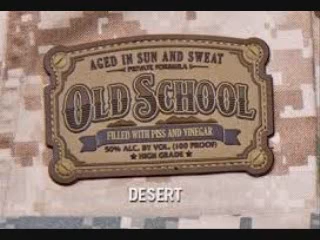 AGED IN SUN AND SWEAT
PRIVATE FORMULA
OLD SCHOOL
FILLED WITH PISS AND VINEGAR
50% ALC. BY VOL. (100 PROOF)
★ HIGH GRADE ★
DESERT